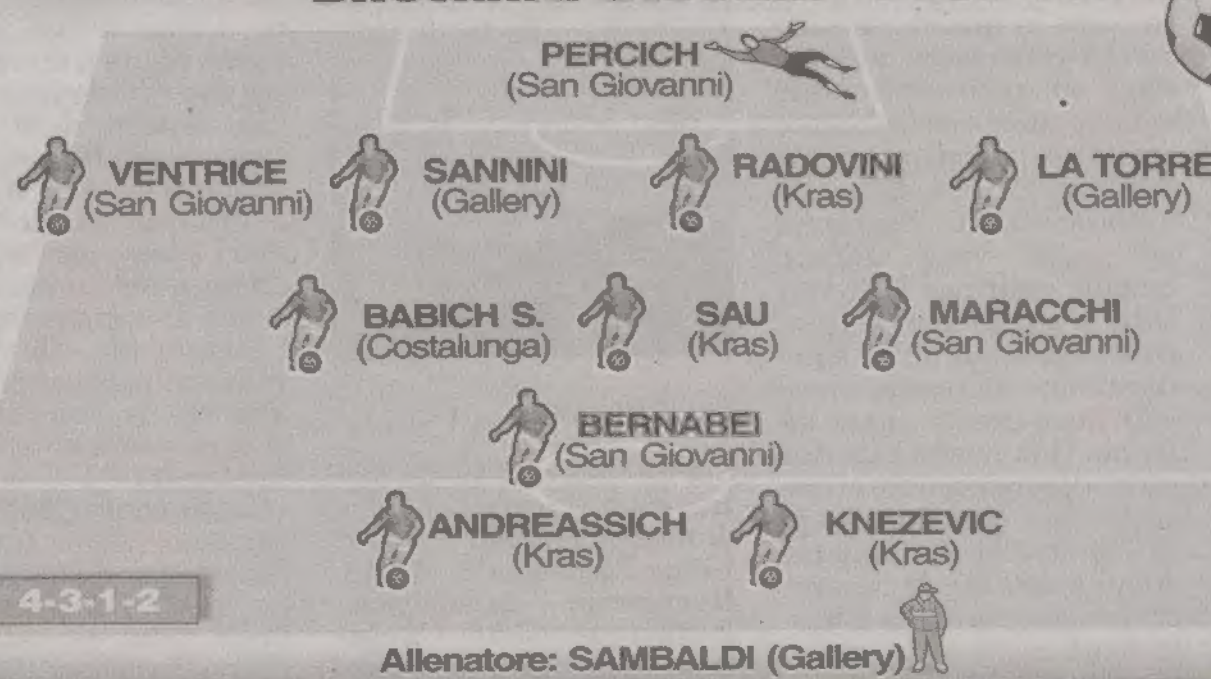 PERCICH
(San Giovanni)
VENTRICE
(San Giovanni)
SANNINI
(Gallery)
RADOVINI
(Kras)
LA TORRE
(Gallery)
BABICH S.
(Costalunga)
SAU
(Kras)
MARACCHI
(San Giovanni)
BERNABEI
(San Giovanni)
ANDREASSICH
(Kras)
KNEZEVIC
(Kras)
4-3-1-2
Allenatore: SAMBALDI (Gallery)